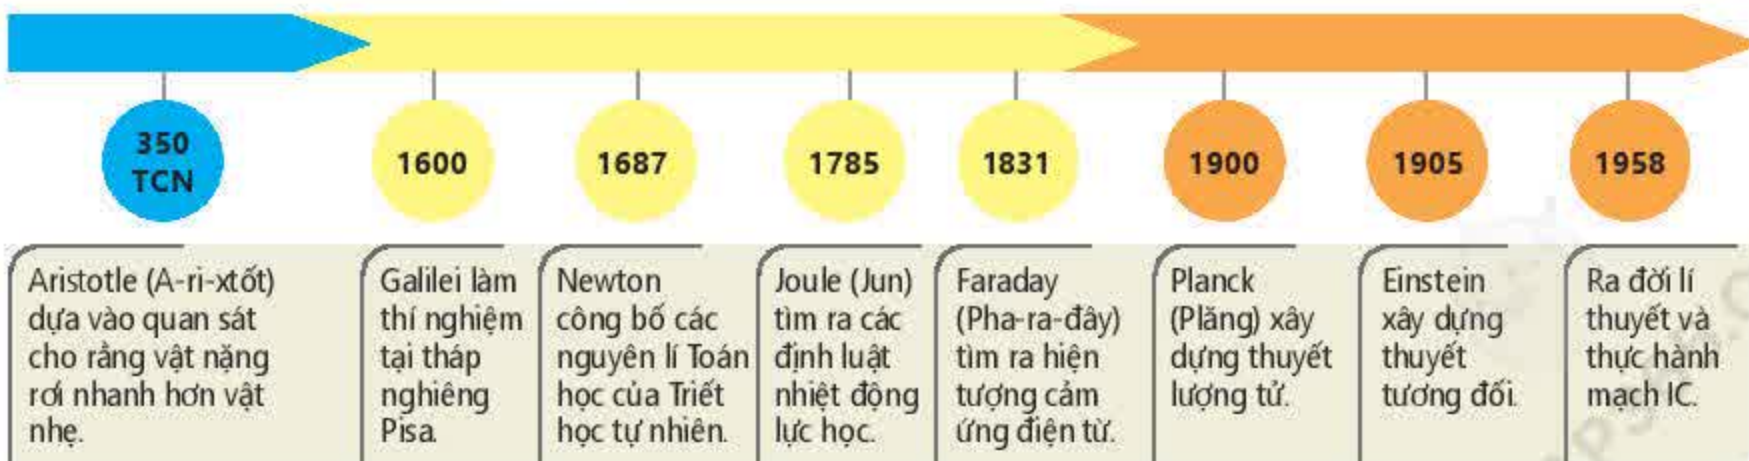 350
TCN
1600
1687
1785
1831
1900
1905
1958
Aristotle (A-ri-xtốt)
dựa vào quan sát
cho rằng vật nặng
rơi nhanh hơn vật
nhẹ.
Galilei làm
thí nghiệm
tại tháp
nghiêng
Pisa.
Newton
công bố các
nguyên lí Toán
học của Triết
học tự nhiên.
Joule (Jun)
tìm ra các
định luật
nhiệt động
lực học.
Faraday
(Pha-ra-đây)
tìm ra hiện
tượng cảm
ứng điện từ.
Planck
(Plăng) xây
dựng thuyết
lượng tử.
Einstein
xây dựng
thuyết
tương đối.
Ra đời lí
thuyết và
thực hành
mạch IC.